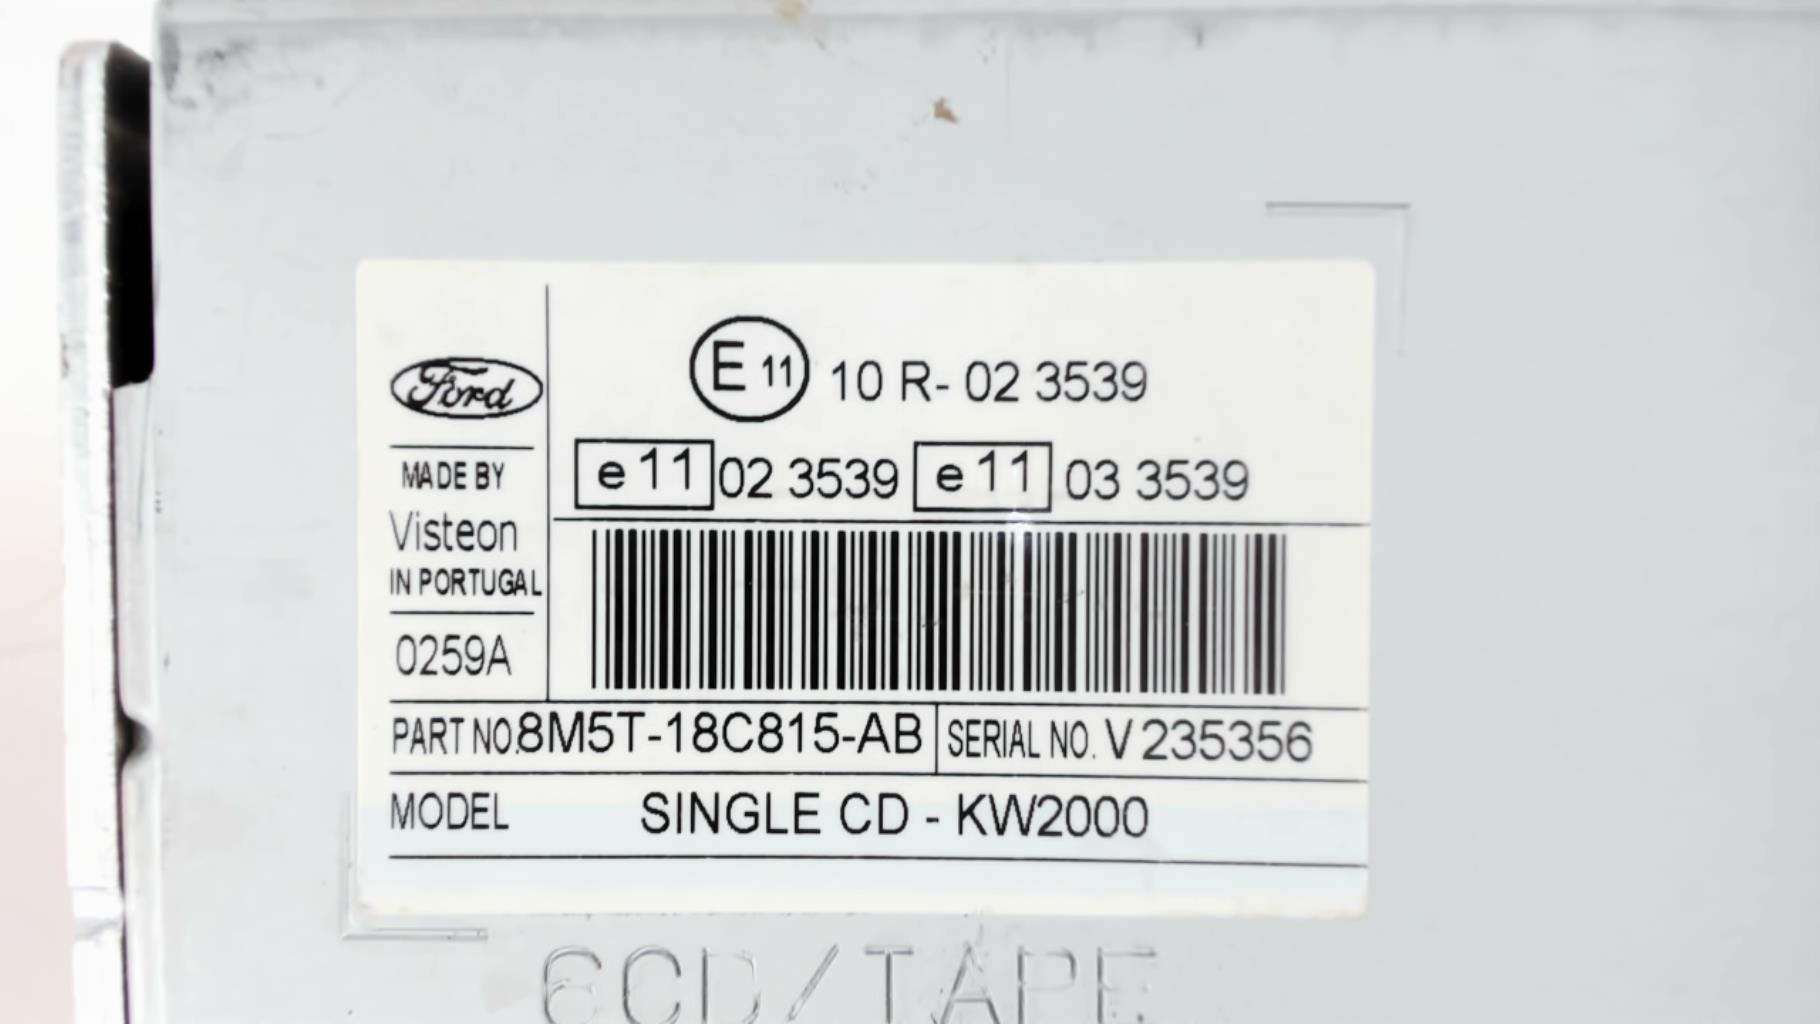 Ford
MADE BY
Visteon
IN PORTUGAL
0259A
E 11 10 R- 02 3539
e 11 02 3539 e 11 03 3539
PART NO. 8M5T-18C815-AB SERIAL NO. V 235356
MODEL SINGLE CD - KW2000
6CD/TAPE